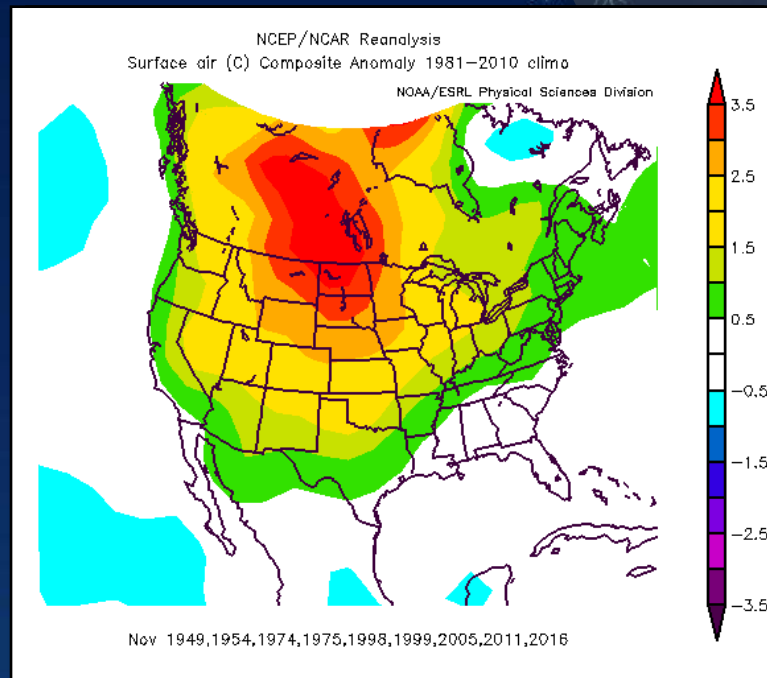 NCEP/NCAR Reanalysis
Surface air (C) Composite Anomaly 1981-2010 climo
NOAA/ESRL Physical Sciences Division
3.5
2.5
1.5
0.5
-0.5
-1.5
-2.5
-3.5
Nov 1949,1954,1974,1975,1998,1999,2005,2011,2016